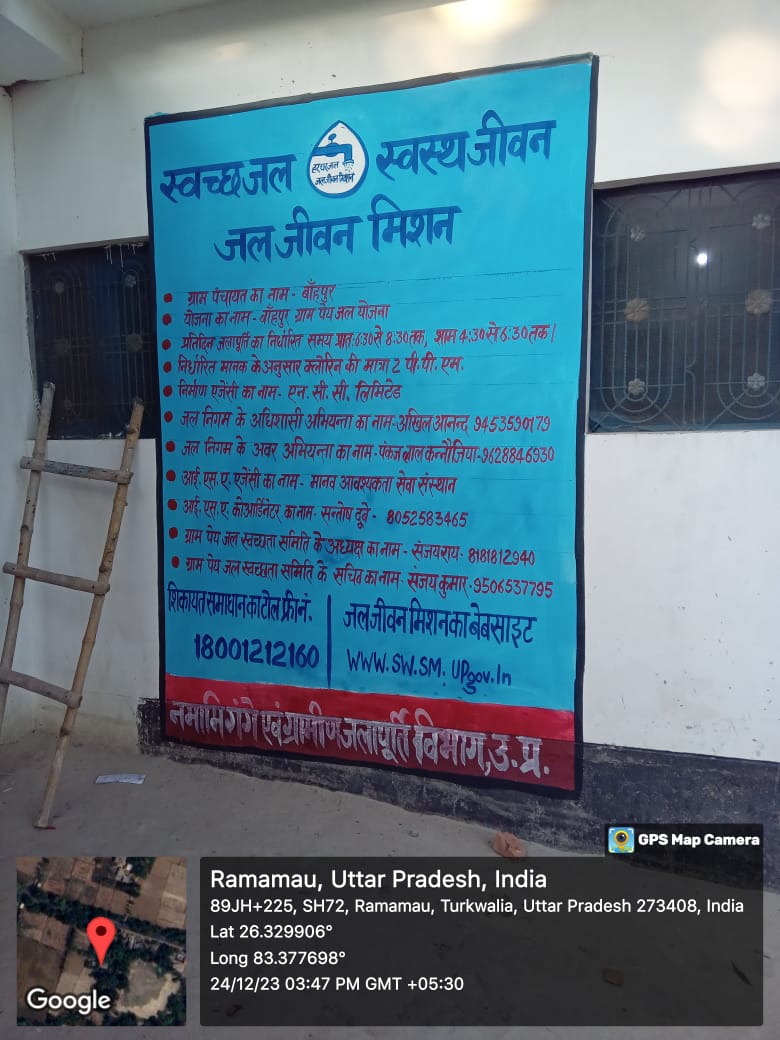 स्वच्छ जल
हर घर जल
जल जीवन मिशन
स्वस्थ जीवन
जल जीवन मिशन
ग्राम पंचायत का नाम - बाँहपुर
योजना का नाम - बाँहपुर ग्राम पेय जल योजना
प्रतिदिन जलापूर्ति का निर्धारित समय प्रात: 6:30 से 8:30 तक, शाम 4:30 से 6:30 तक।
निर्धारित मानक के अनुसार क्लोरिन की मात्रा 2 पी. पी. एम.
निर्माण एजेंसी का नाम - एन. सी. सी. लिमिटेड
जल निगम के अधिशासी अभियन्ता का नाम - अखिल आनन्द 9453590179
जल निगम के अवर अभियन्ता का नाम - पंकज लाल कन्नौजिया - 9628846930
आई. एस. ए. एजेंसी का नाम - मानव आवश्यकता सेवा संस्थान
आई. एस. ए. कोआर्डिनेटर का नाम - सन्तोष दूबे - 8052583465
ग्राम पेय जल स्वच्छता समिति के अध्यक्ष का नाम - संजय राय - 8181812940
ग्राम पेय जल स्वच्छता समिति के सचिव का नाम - संजय कुमार - 9506537795
शिकायत समाधान का टोल फ्री नं.
18001212160
जल जीवन मिशन का बेबसाइट
WWW.SW.SM.UPgov.In
नमामि गंगे एवं ग्रामीण जलापूर्ति विभाग, उ. प्र.
GPS Map Camera
Ramamau, Uttar Pradesh, India
89JH+225, SH72, Ramamau, Turkwalia, Uttar Pradesh 273408, India
Lat 26.329906°
Long 83.377698°
24/12/23 03:47 PM GMT +05:30
Google